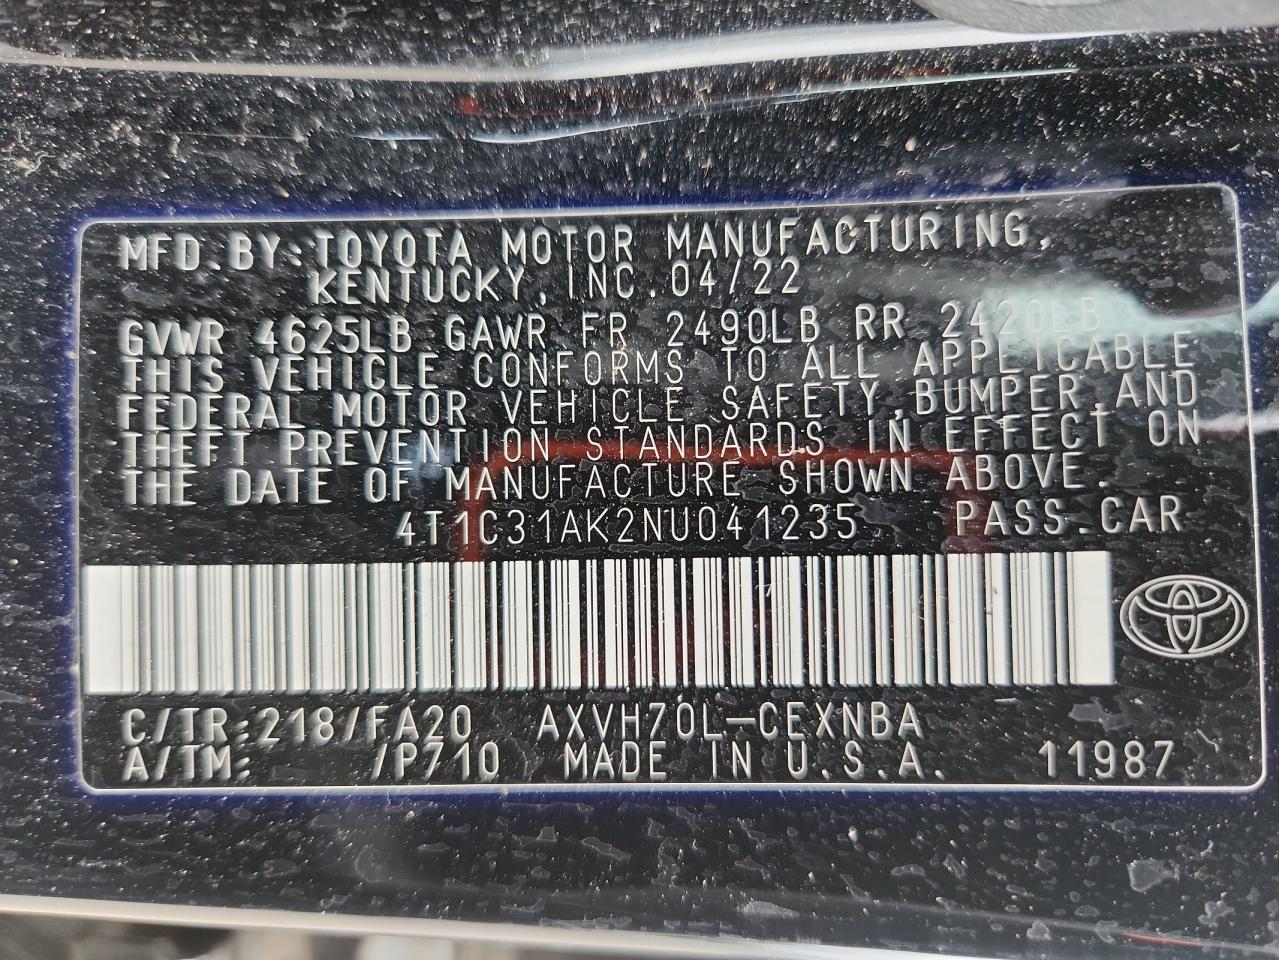 MFD.BY:TOYOTA MOTOR MANUFACTURING,
KENTUCKY, INC. 04/22
GVWR 4625LB GAWR FR 2490LB RR 2420LB
THIS VEHICLE CONFORMS TO ALL APPLICABLE
FEDERAL MOTOR VEHICLE SAFETY,BUMPER,AND
THEFT PREVENTION STANDARDS IN EFFECT ON
THE DATE OF MANUFACTURE SHOWN ABOVE.
4T1C31AK2NU041235 PASS.CAR
C/TR:218/FA20 AXVH70L-CEXNBA
A/TM: /P710 MADE IN U.S.A. 11987